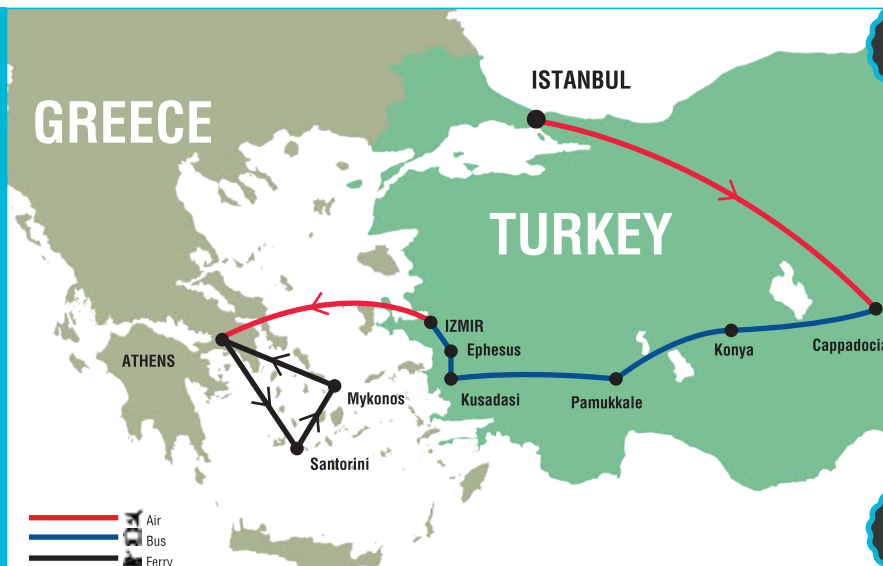 ISTANBUL
GREECE
TURKEY
IZMIR
Ephesus
ATHENS
Konya
Cappadocia
Mykonos
Kusadasi
Pamukkale
Santorini
Air
Bus
Ferry